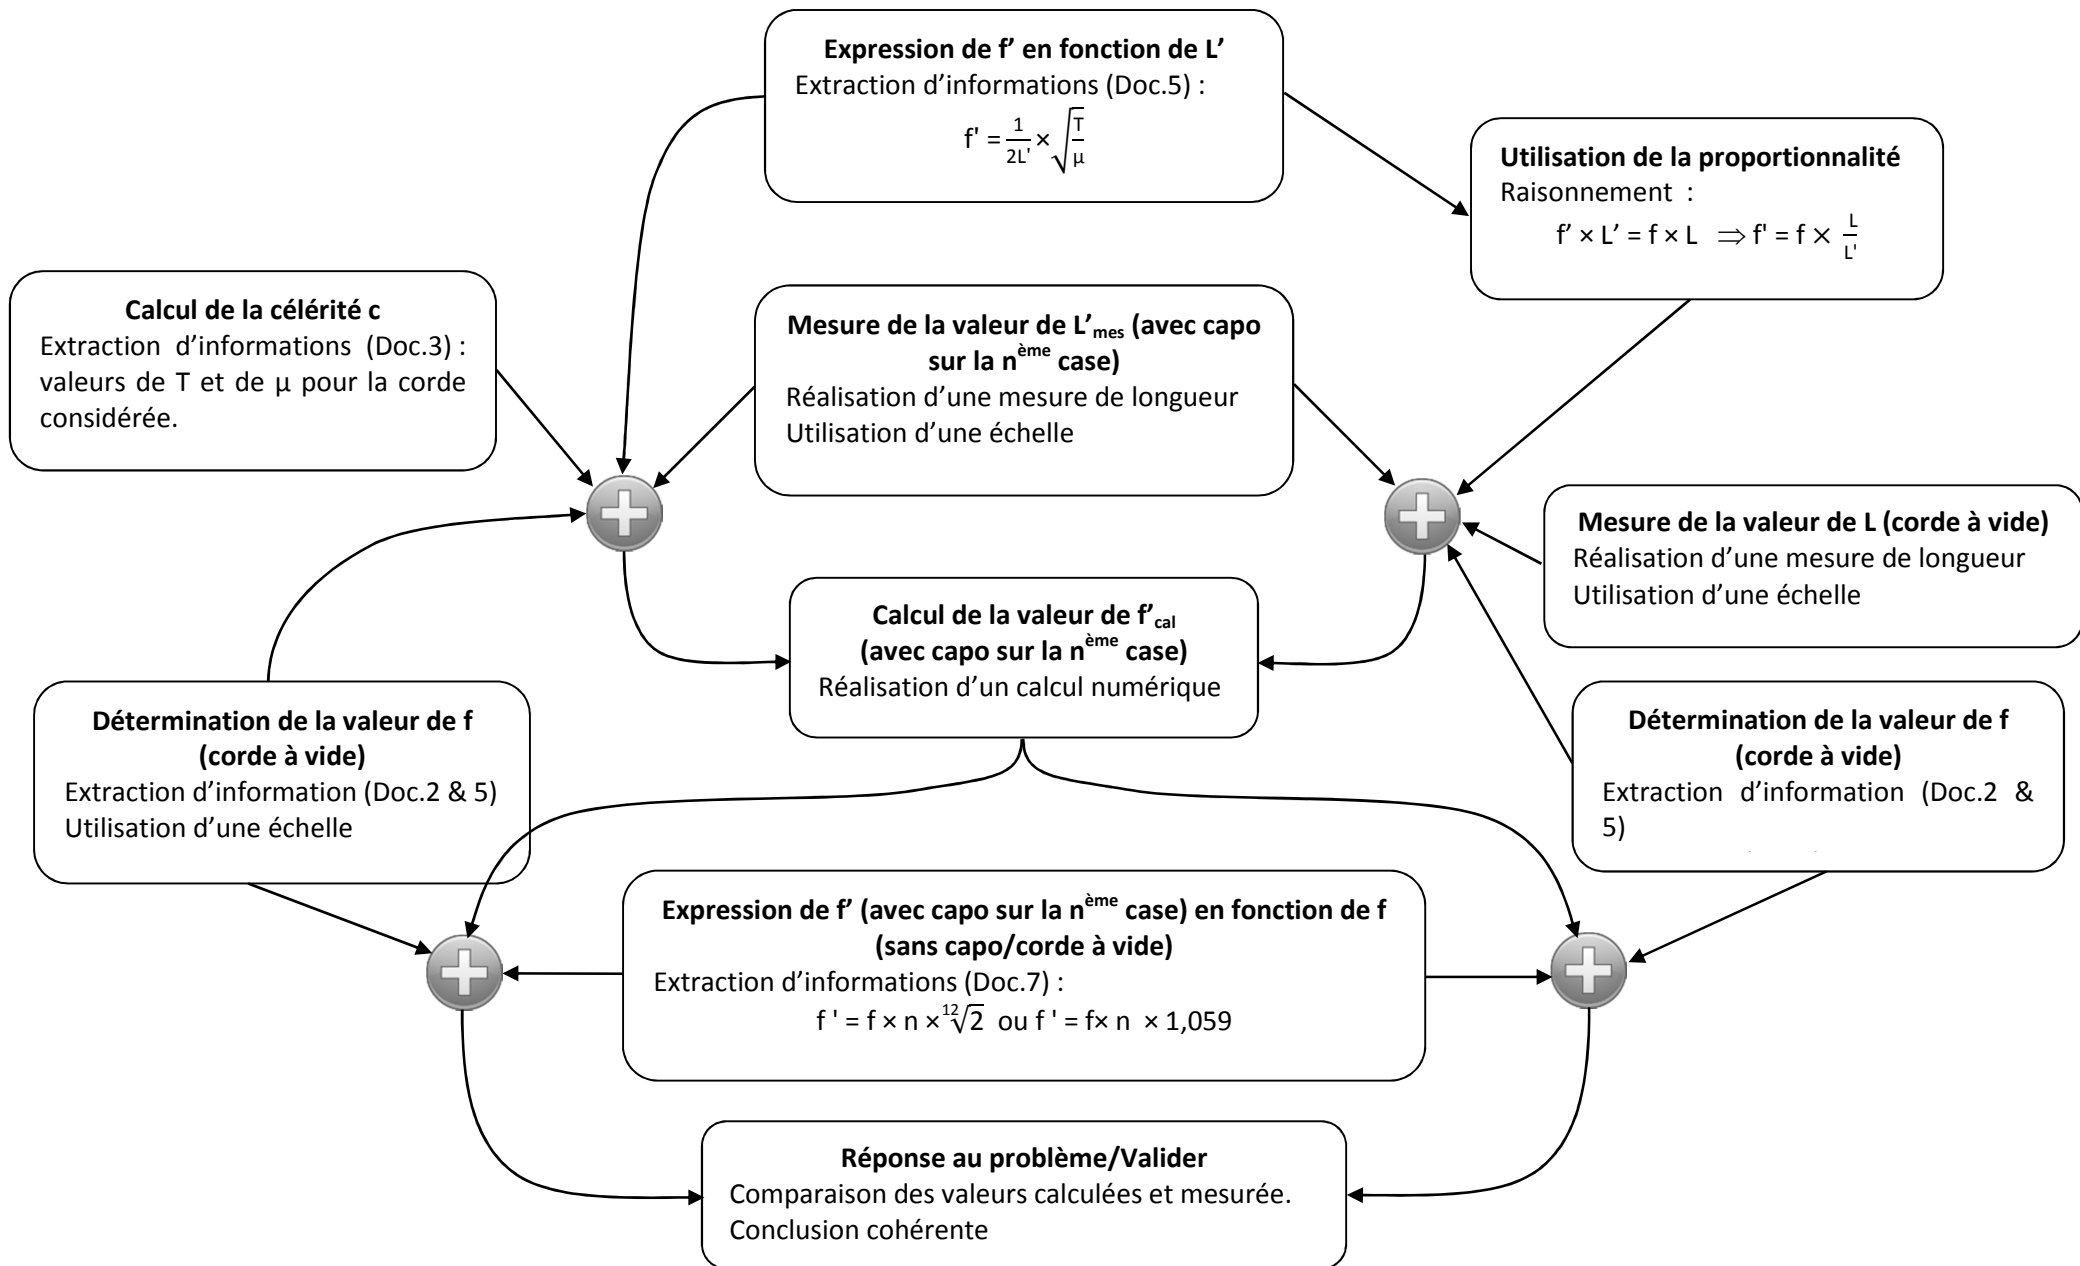 Expression de f’ en fonction de L’
Extraction d’informations (Doc.5) :
f' = 1/2L' × √T/µ
Utilisation de la proportionnalité
Raisonnement :
f’ × L’ = f × L ⇒ f' = f × L/L'
Calcul de la célérité c
Extraction d’informations (Doc.3) :
valeurs de T et de µ pour la corde
considérée.
Mesure de la valeur de L’mes (avec capo
sur la nème case)
Réalisation d’une mesure de longueur
Utilisation d’une échelle
Mesure de la valeur de L (corde à vide)
Réalisation d’une mesure de longueur
Utilisation d’une échelle
Calcul de la valeur de f’cal
(avec capo sur la nème case)
Réalisation d’un calcul numérique
Détermination de la valeur de f
(corde à vide)
Extraction d’information (Doc.2 & 5)
Utilisation d’une échelle
Détermination de la valeur de f
(corde à vide)
Extraction d’information (Doc.2 &
5)
Expression de f’ (avec capo sur la nème case) en fonction de f
(sans capo/corde à vide)
Extraction d’informations (Doc.7) :
f ' = f × n × ¹²√2 ou f ' = f× n × 1,059
Réponse au problème/Valider
Comparaison des valeurs calculées et mesurée.
Conclusion cohérente